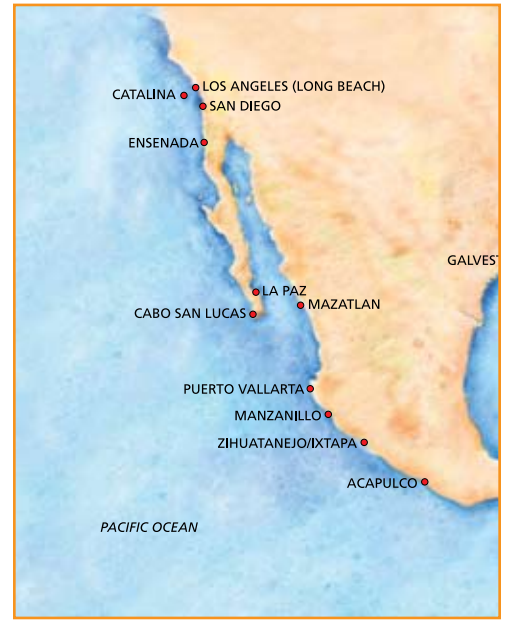 LOS ANGELES (LONG BEACH)
CATALINA
SAN DIEGO
ENSENADA
GALVEST
LA PAZ
MAZATLAN
CABO SAN LUCAS
PUERTO VALLARTA
MANZANILLO
ZIHUATANEJO/IXTAPA
ACAPULCO
PACIFIC OCEAN